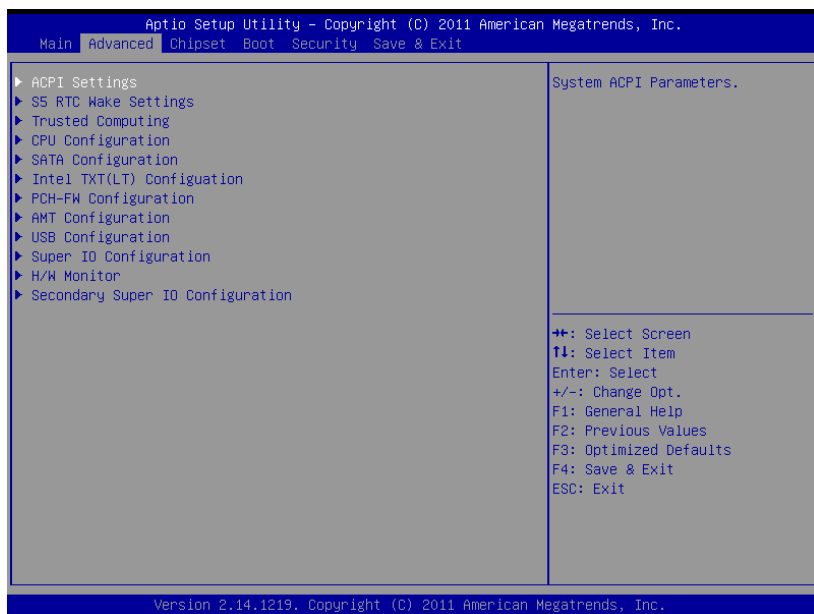 Aptio Setup Utility – Copyright (C) 2011 American Megatrends, Inc.
Main Advanced Chipset Boot Security Save & Exit
▶ ACPI Settings
▶ S5 RTC Wake Settings
▶ Trusted Computing
▶ CPU Configuration
▶ SATA Configuration
▶ Intel TXT(LT) Configuation
▶ PCH-FW Configuration
▶ AMT Configuration
▶ USB Configuration
▶ Super IO Configuration
▶ H/W Monitor
▶ Secondary Super IO Configuration
System ACPI Parameters.
→←: Select Screen
↑↓: Select Item
Enter: Select
+/-: Change Opt.
F1: General Help
F2: Previous Values
F3: Optimized Defaults
F4: Save & Exit
ESC: Exit
Version 2.14.1219. Copyright (C) 2011 American Megatrends, Inc.